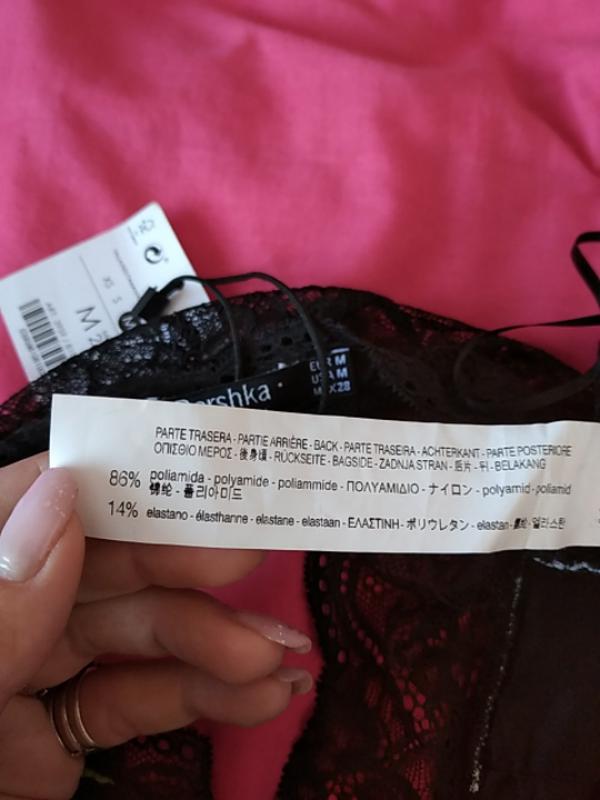 XS S
M
EUR M
USA M
MEX28
Bershka
PARTE TRASERA - PARTIE ARRIÈRE - BACK - PARTE TRASEIRA - ACHTERKANT - PARTE POSTERIORE
ΟΠΙΣΘΙΟ ΜΕΡΟΣ - 後身頃 - RÜCKSEITE - BAGSIDE - ZADNJA STRAN - 后片 - 뒤 - BELAKANG
86% poliamida - polyamide - poliammide - ΠΟΛΥΑΜΙΔΙΟ - ナイロン - polyamid - poliamid
锦纶 - 폴리아미드
14% elastano - élasthanne - elastane - elastaan - ΕΛΑΣΤΙΝΗ - ポリウレタン - elastan - 氨纶 - 엘라스탄